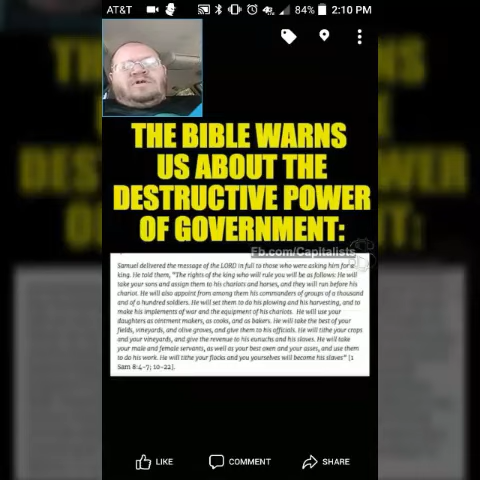 AT&T 84% 2:10 PM
THE BIBLE WARNS
US ABOUT THE
DESTRUCTIVE POWER
OF GOVERNMENT:
Fb.com/Capitalists
Samuel delivered the message of the LORD in full to those who were asking him for a
king. He told them, "The rights of the king who will rule you will be as follows: He will
take your sons and assign them to his chariots and horses, and they will run before his
chariot. He will also appoint from among them his commanders of groups of a thousand
and of a hundred soldiers. He will set them to do his plowing and his harvesting, and to
make his implements of war and the equipment of his chariots. He will use your
daughters as ointment makers, as cooks, and as bakers. He will take the best of your
fields, vineyards, and olive groves, and give them to his officials. He will tithe your crops
and your vineyards, and give the revenue to his eunuchs and his slaves. He will take
your male and female servants, as well as your best oxen and your asses, and use them
to do his work. He will tithe your flocks and you yourselves will become his slaves" [1
Sam 8:4-7; 10-22].
LIKE COMMENT SHARE